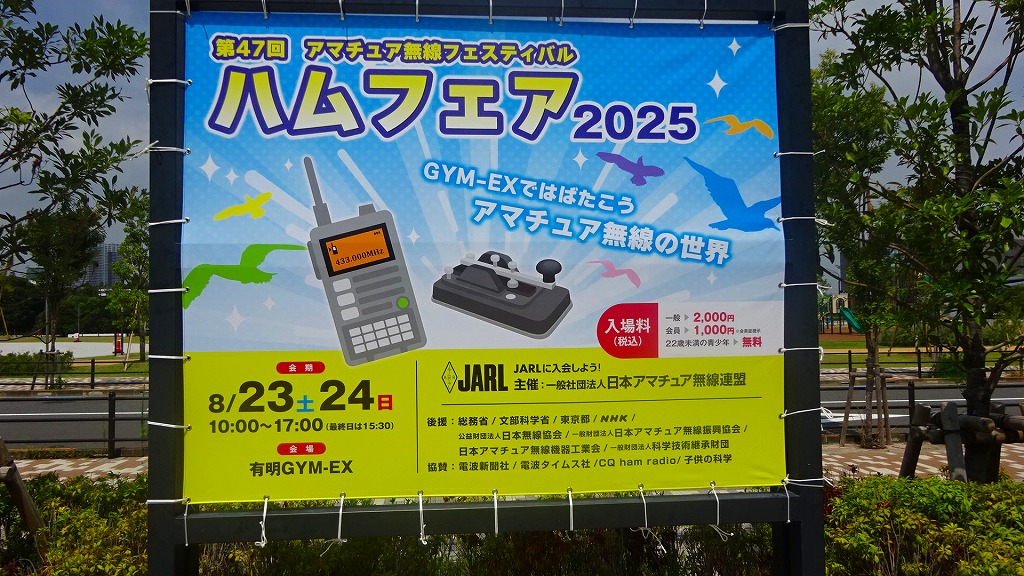 第47回 アマチュア無線フェスティバル
ハムフェア2025
GYM-EXではばたこう
アマチュア無線の世界
433.000MHz
入場料
(税込)
一般▶2,000円
会員▶1,000円 ※会員証提示
22歳未満の青少年▶無料
会期
8/23土24日
10:00～17:00(最終日は15:30)
会場
有明GYM-EX
JARL
JARLに入会しよう!
主催:一般社団法人日本アマチュア無線連盟
後援:総務省/文部科学省/東京都/NHK/
公益財団法人日本無線協会/一般財団法人日本アマチュア無線振興協会/
日本アマチュア無線機器工業会/一般財団法人科学技術継承財団
協賛:電波新聞社/電波タイムス社/CQ ham radio/子供の科学